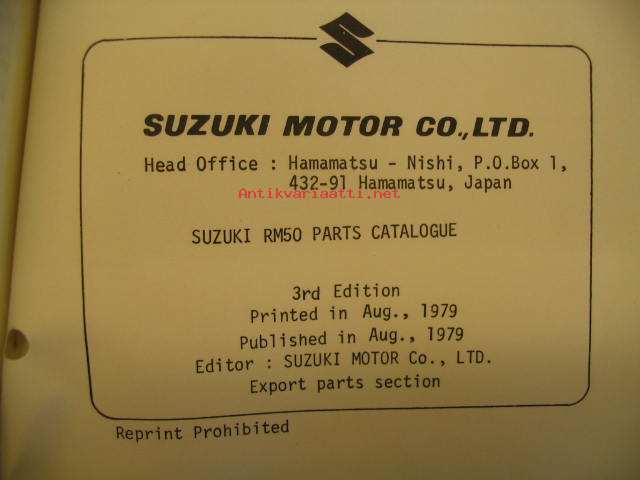 SUZUKI MOTOR CO.,LTD.
Head Office : Hamamatsu - Nishi, P.O.Box 1,
432-91 Hamamatsu, Japan
Antikvariaatti.net
SUZUKI RM50 PARTS CATALOGUE
3rd Edition
Printed in Aug., 1979
Published in Aug., 1979
Editor : SUZUKI MOTOR Co., LTD.
Export parts section
Reprint Prohibited